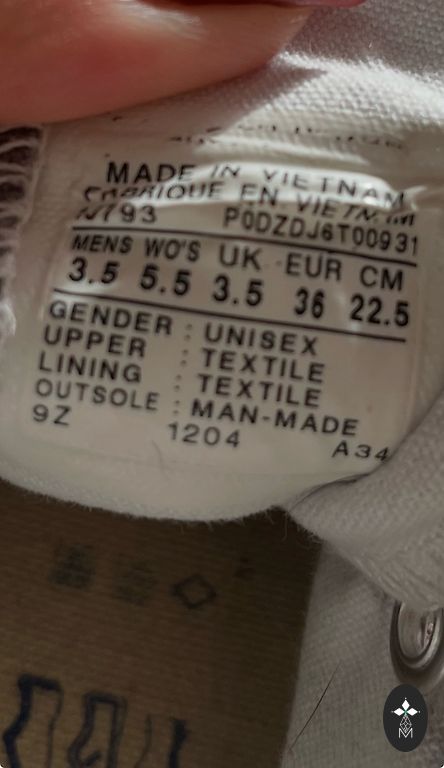 MADE IN VIETNAM
FABRIQUE EN VIETNAM
P0DZDJ6T00931
MENS WO'S UK EUR CM
3.5 5.5 3.5 36 22.5
GENDER : UNISEX
UPPER : TEXTILE
LINING : TEXTILE
OUTSOLE : MAN-MADE
9Z 1204 A34
M